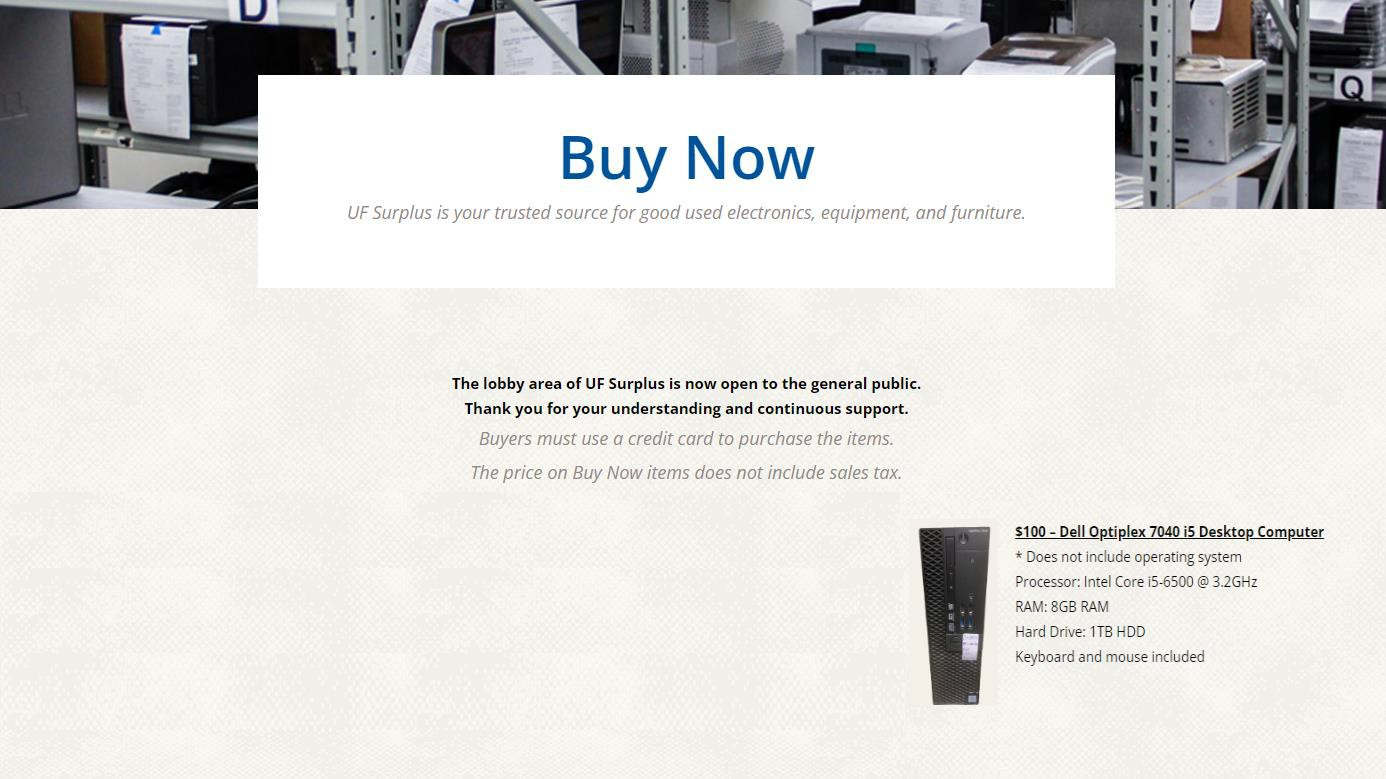 D
Q
Buy Now
UF Surplus is your trusted source for good used electronics, equipment, and furniture.
The lobby area of UF Surplus is now open to the general public.
Thank you for your understanding and continuous support.
Buyers must use a credit card to purchase the items.
The price on Buy Now items does not include sales tax.
$100 – Dell Optiplex 7040 i5 Desktop Computer
* Does not include operating system
Processor: Intel Core i5-6500 @ 3.2GHz
RAM: 8GB RAM
Hard Drive: 1TB HDD
Keyboard and mouse included